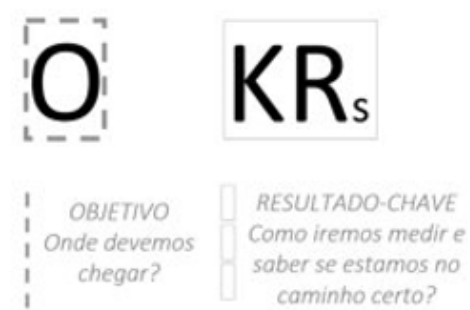 O
KRs
OBJETIVO
Onde devemos
chegar?
RESULTADO-CHAVE
Como iremos medir e
saber se estamos no
caminho certo?